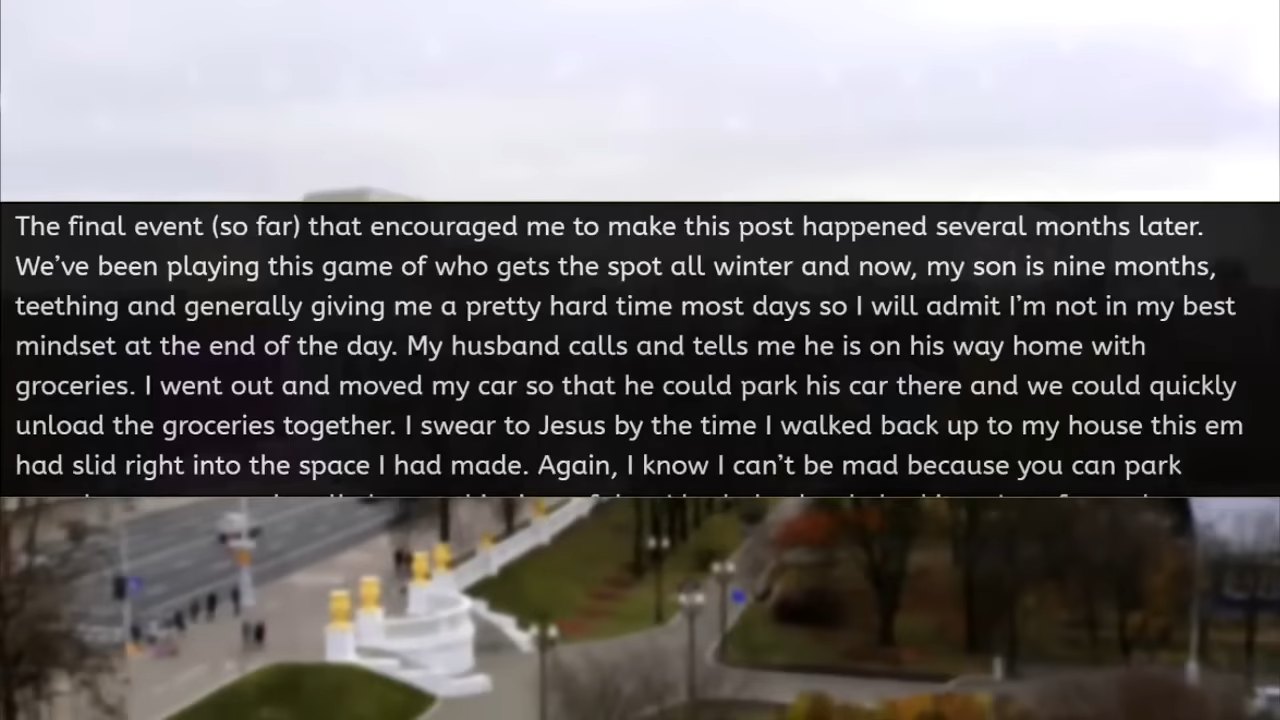 The final event (so far) that encouraged me to make this post happened several months later.
We’ve been playing this game of who gets the spot all winter and now, my son is nine months,
teething and generally giving me a pretty hard time most days so I will admit I’m not in my best
mindset at the end of the day. My husband calls and tells me he is on his way home with
groceries. I went out and moved my car so that he could park his car there and we could quickly
unload the groceries together. I swear to Jesus by the time I walked back up to my house this em
had slid right into the space I had made. Again, I know I can’t be mad because you can park